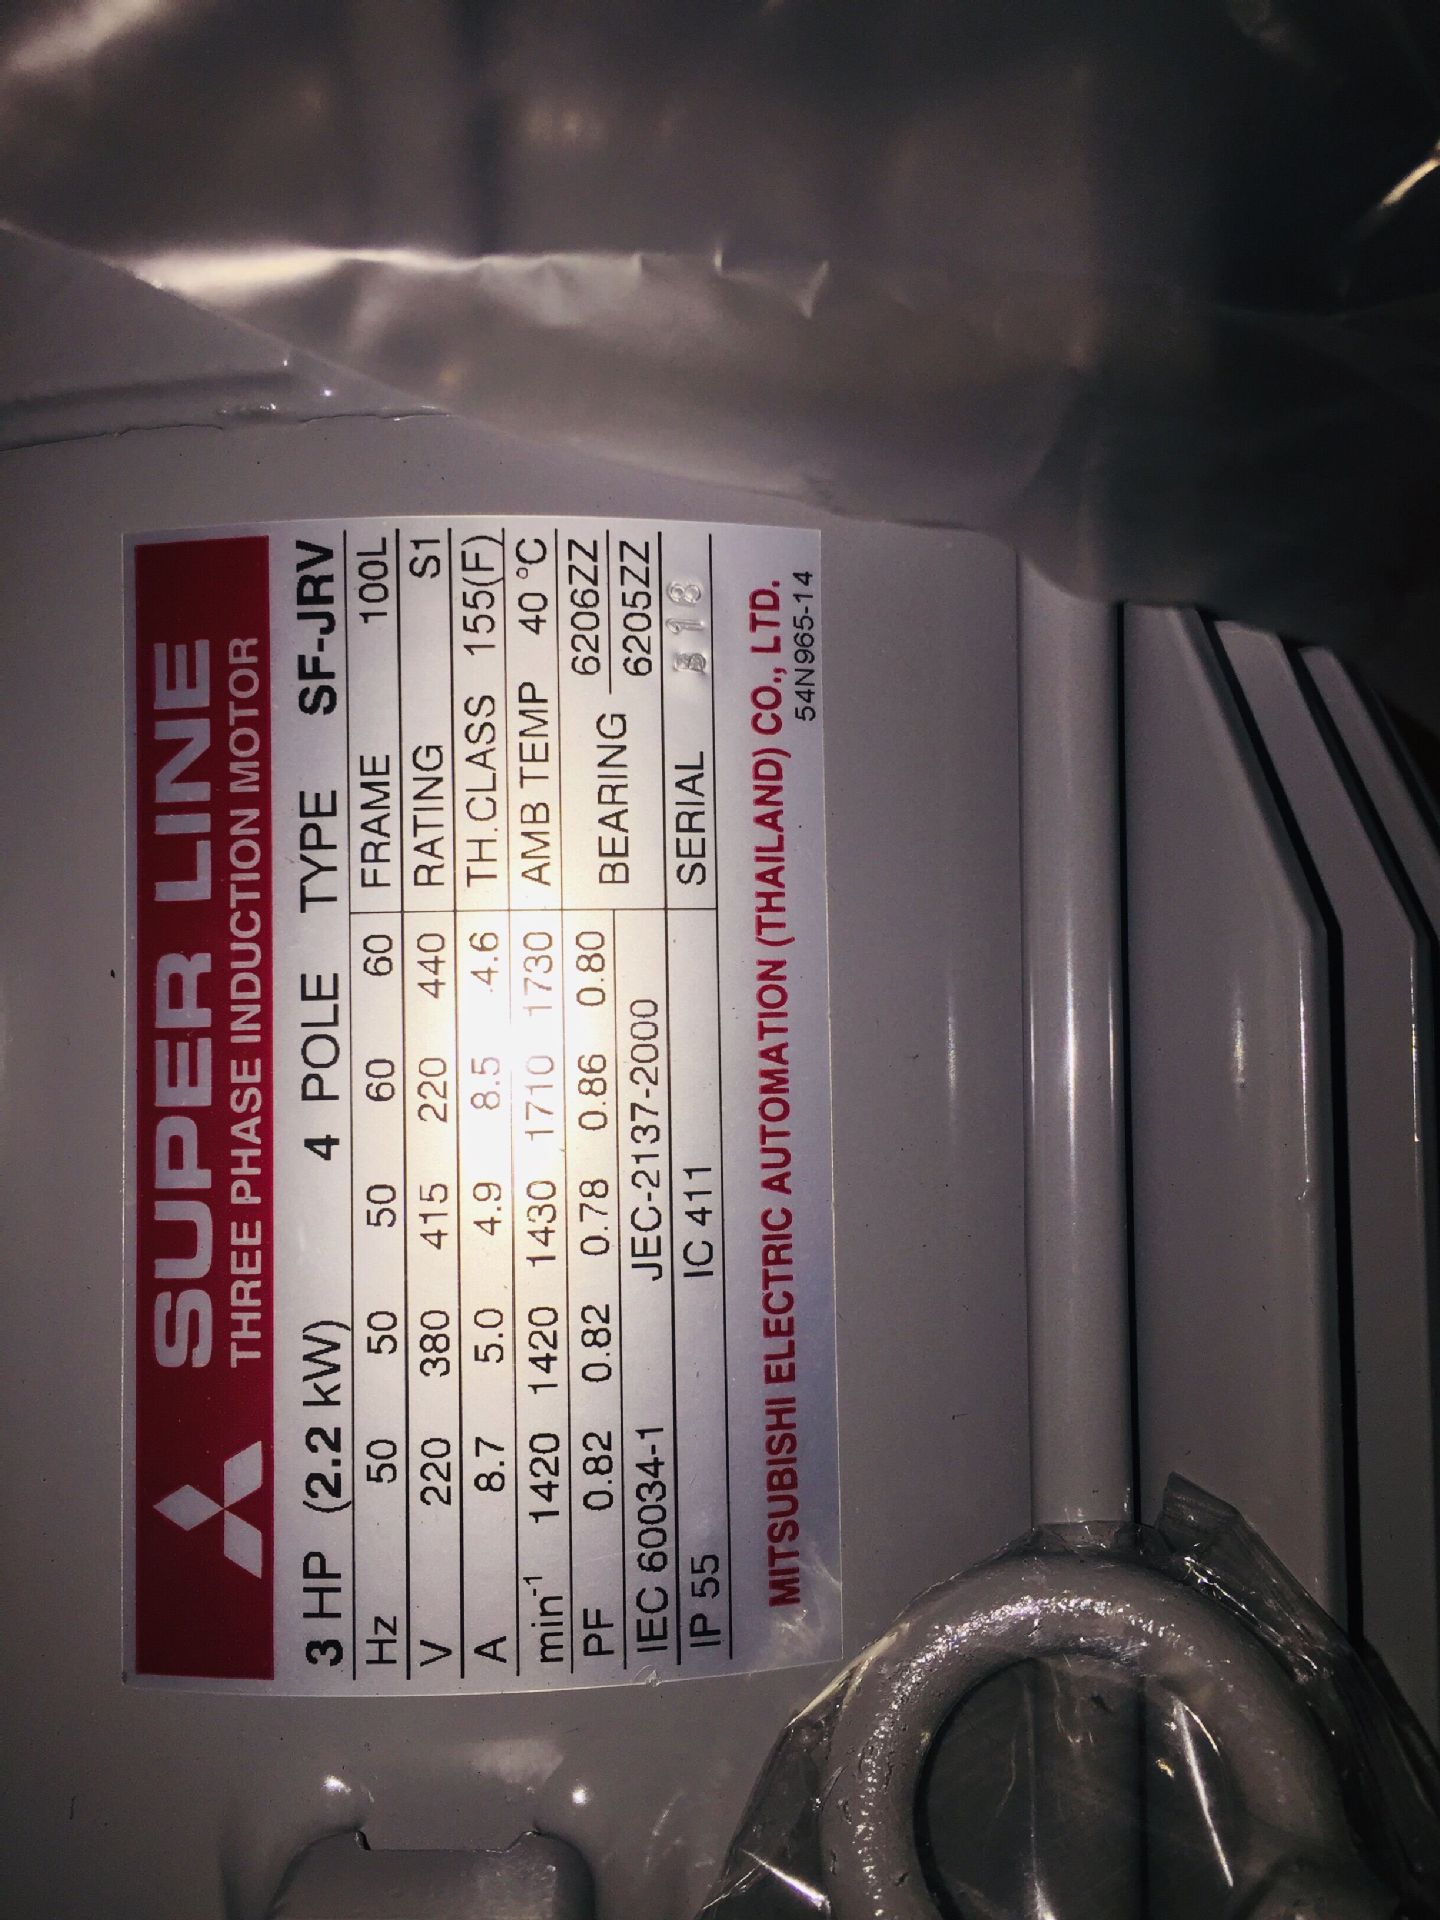 SUPER LINE
THREE PHASE INDUCTION MOTOR
3 HP (2.2 kW) 4 POLE TYPE SF-JRV
Hz 50 50 50 60 60 FRAME 100L
V 220 380 415 220 440 RATING S1
A 8.7 5.0 4.9 8.5 4.6 TH.CLASS 155(F)
min-1 1420 1420 1430 1710 1730 AMB TEMP 40 °C
PF 0.82 0.82 0.78 0.86 0.80 BEARING 6206ZZ
IEC 60034-1 JEC-2137-2000 6205ZZ
IP 55 IC 411 SERIAL
MITSUBISHI ELECTRIC AUTOMATION (THAILAND) CO., LTD.
54N965-14